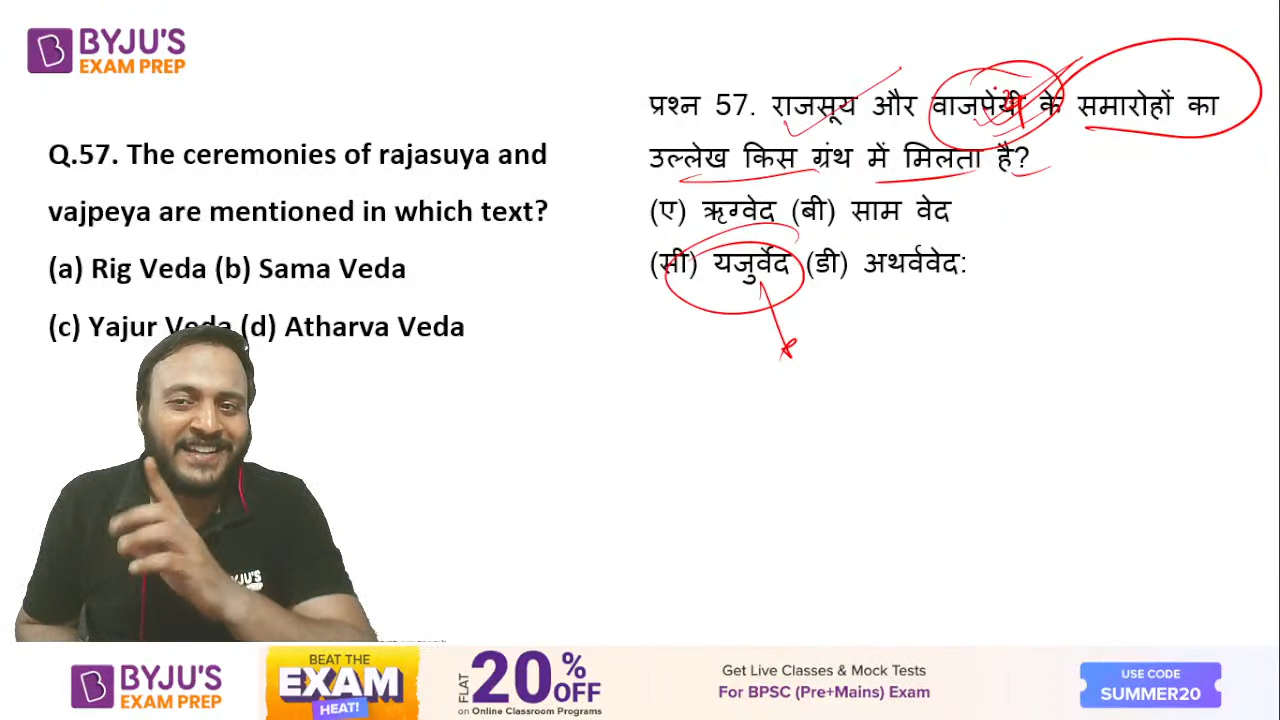 BYJU'S
EXAM PREP
Q.57. The ceremonies of rajasuya and
vajpeya are mentioned in which text?
(a) Rig Veda (b) Sama Veda
(c) Yajur Veda (d) Atharva Veda
प्रश्न 57. राजसूय और वाजपेयी के समारोहों का
उल्लेख किस ग्रंथ में मिलता है?
(ए) ऋग्वेद (बी) साम वेद
(सी) यजुर्वेद (डी) अथर्ववेद:
BYJU'S
BYJU'S
EXAM PREP
BEAT THE
EXAM
HEAT!
FLAT 20% OFF
on Online Classroom Programs
Get Live Classes & Mock Tests
For BPSC (Pre+Mains) Exam
USE CODE
SUMMER20